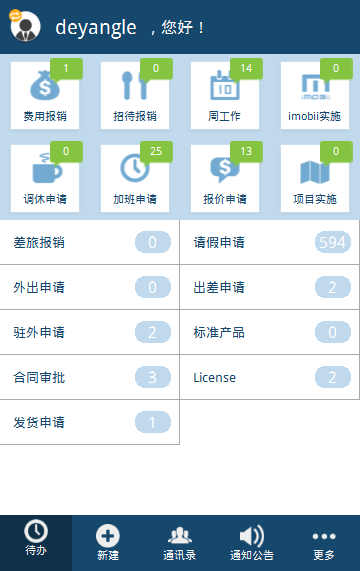 deyangle ，您好！
1 0 14 0
费用报销 招待报销 周工作 imobii实施
0 25 13 0
调休申请 加班申请 报价申请 项目实施
差旅报销 0 请假申请 594
外出申请 0 出差申请 2
驻外申请 2 标准产品 0
合同审批 3 License 2
发货申请 1
待办 新建 通讯录 通知公告 更多